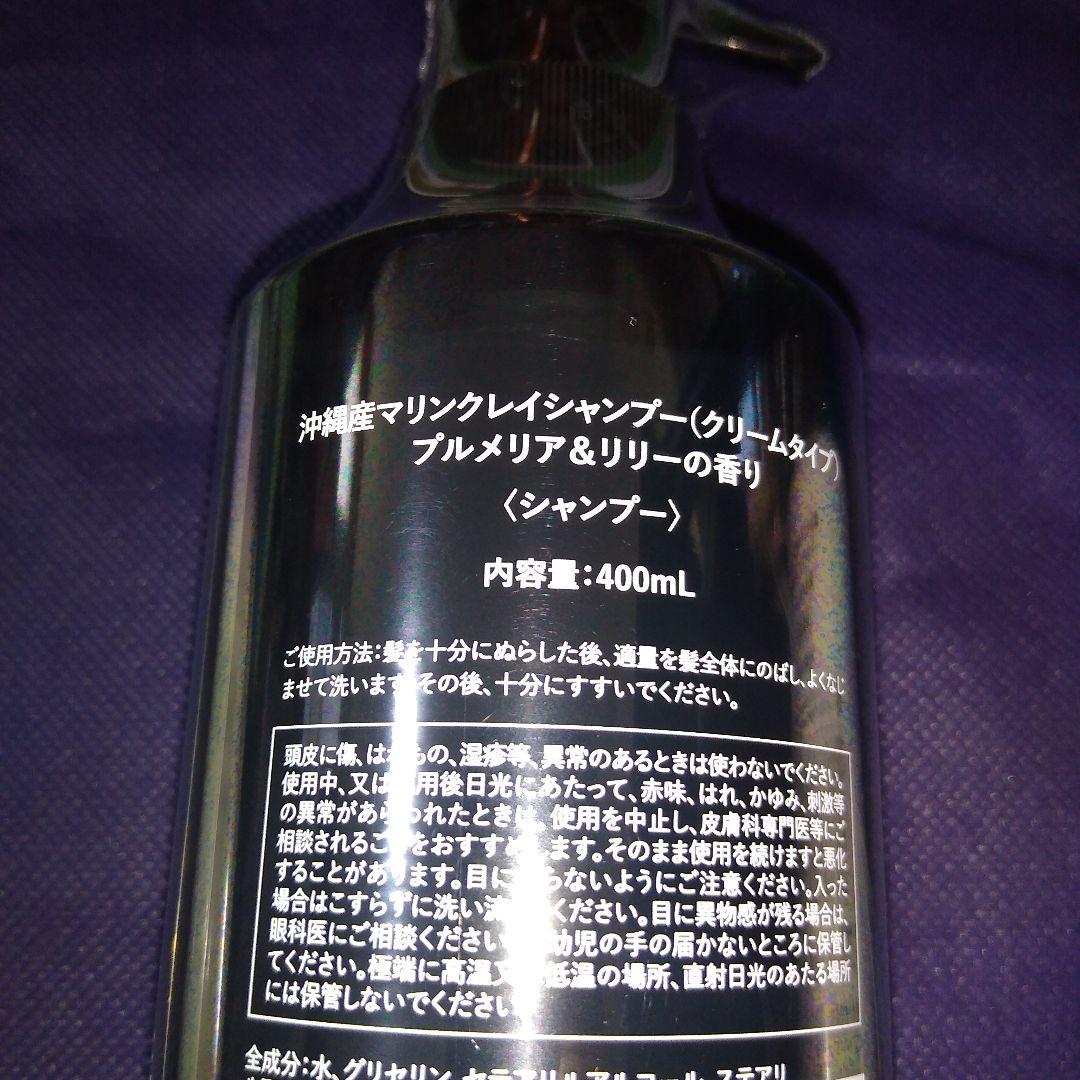 沖縄産マリンクレイシャンプー(クリームタイプ)
プルメリア&リリーの香り
〈シャンプー〉
内容量:400mL
ご使用方法:髪を十分にぬらした後、適量を髪全体にのばし、よくなじ
ませて洗います。その後、十分にすすいでください。
頭皮に傷、はれもの、湿疹等、異常のあるときは使わないでください。
使用中、又は使用後日光にあたって、赤味、はれ、かゆみ、刺激等
の異常があらわれたときは、使用を中止し、皮膚科専門医等にご
相談されることをおすすめします。そのまま使用を続けますと悪化
することがあります。目に入らないようにご注意ください。入った
場合はこすらずに洗い流してください。目に異物感が残る場合は、
眼科医にご相談ください。幼児の手の届かないところに保管し
てください。極端に高温又は低温の場所、直射日光のあたる場所
には保管しないでください。
全成分:水、グリセリン、セテアリルアルコール、ステアリ